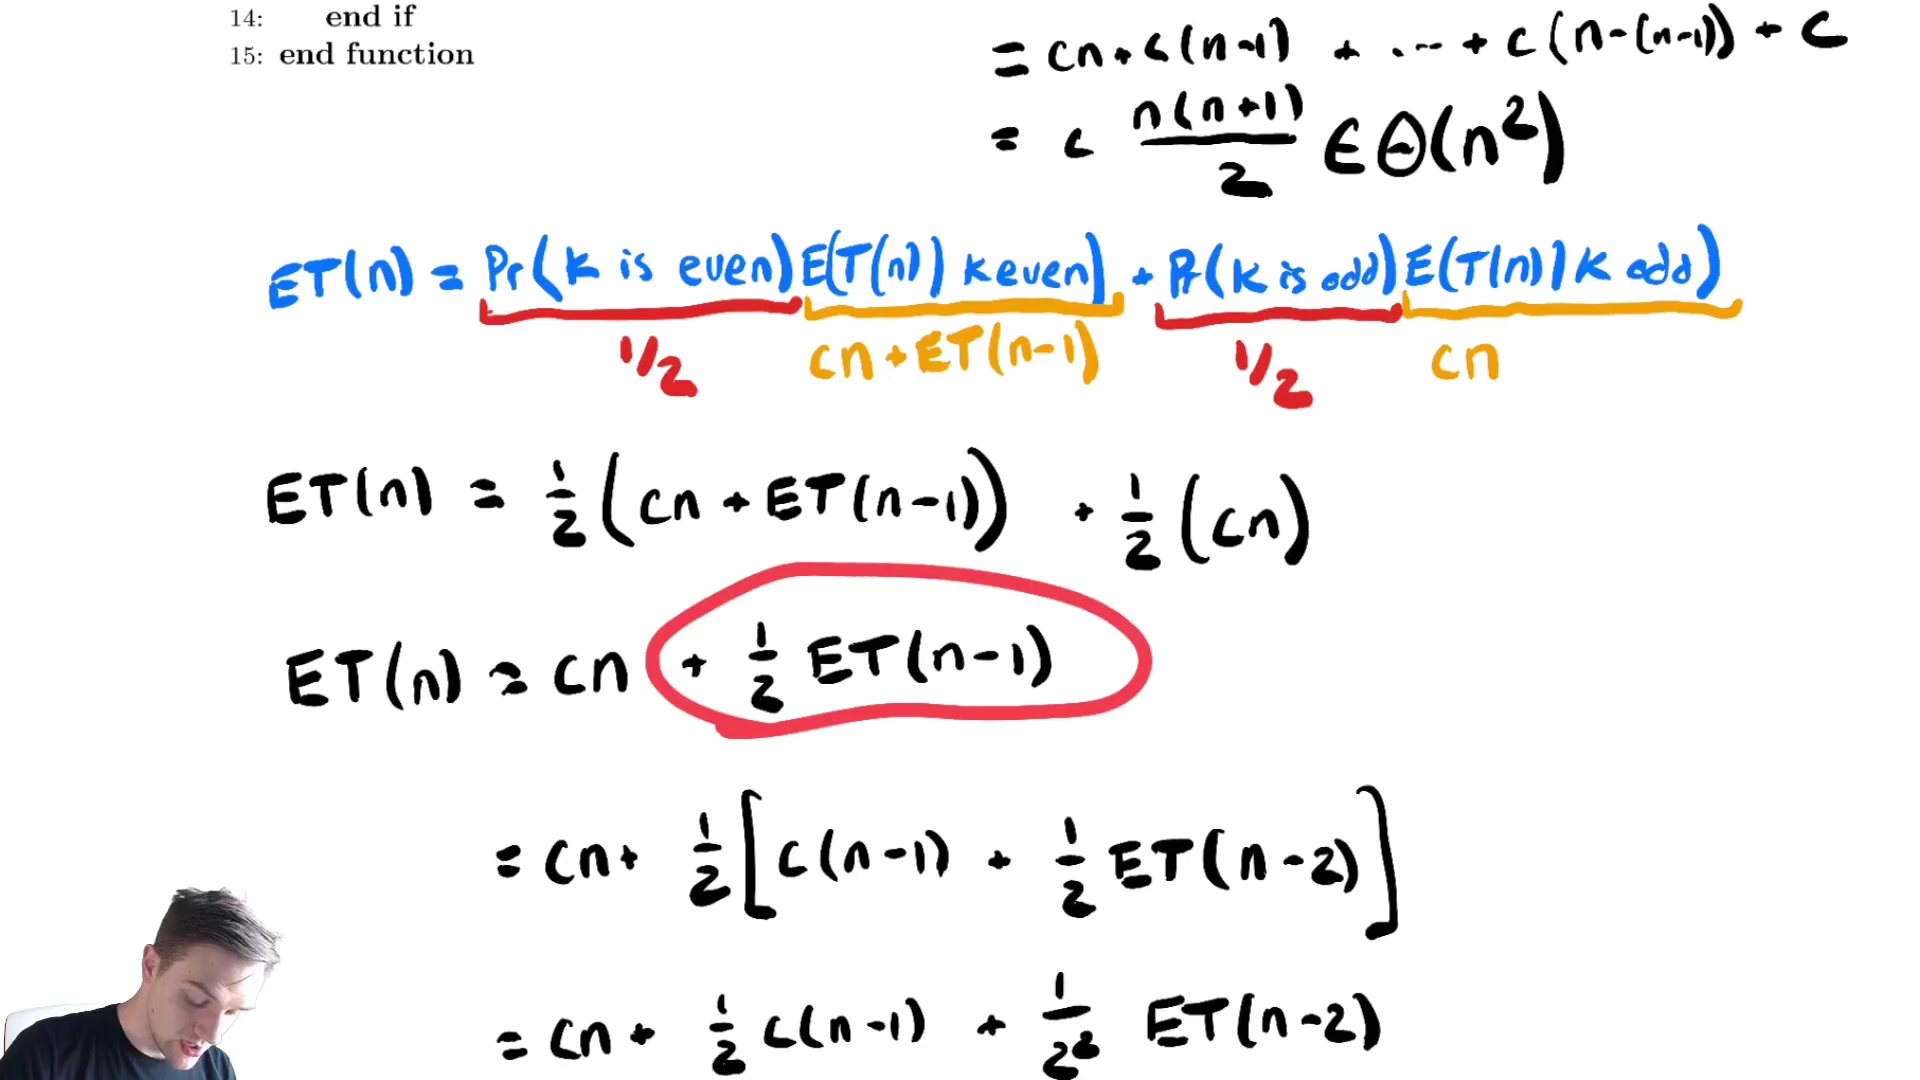 14: end if
15: end function
= cn + c(n-1) + ... + c(n-(n-1)) + c
= c n(n+1)/2 ∈ Θ(n²)
ET(n) = Pr(k is even) E(T(n)) k even) + Pr(k is odd) E(T(n)) k odd)
1/2 cn + ET(n-1) 1/2 cn
ET(n) = 1/2 (cn + ET(n-1)) + 1/2 (cn)
ET(n) = cn + 1/2 ET(n-1)
= cn + 1/2 [c(n-1) + 1/2 ET(n-2)]
= cn + 1/2 c(n-1) + 1/2² ET(n-2)